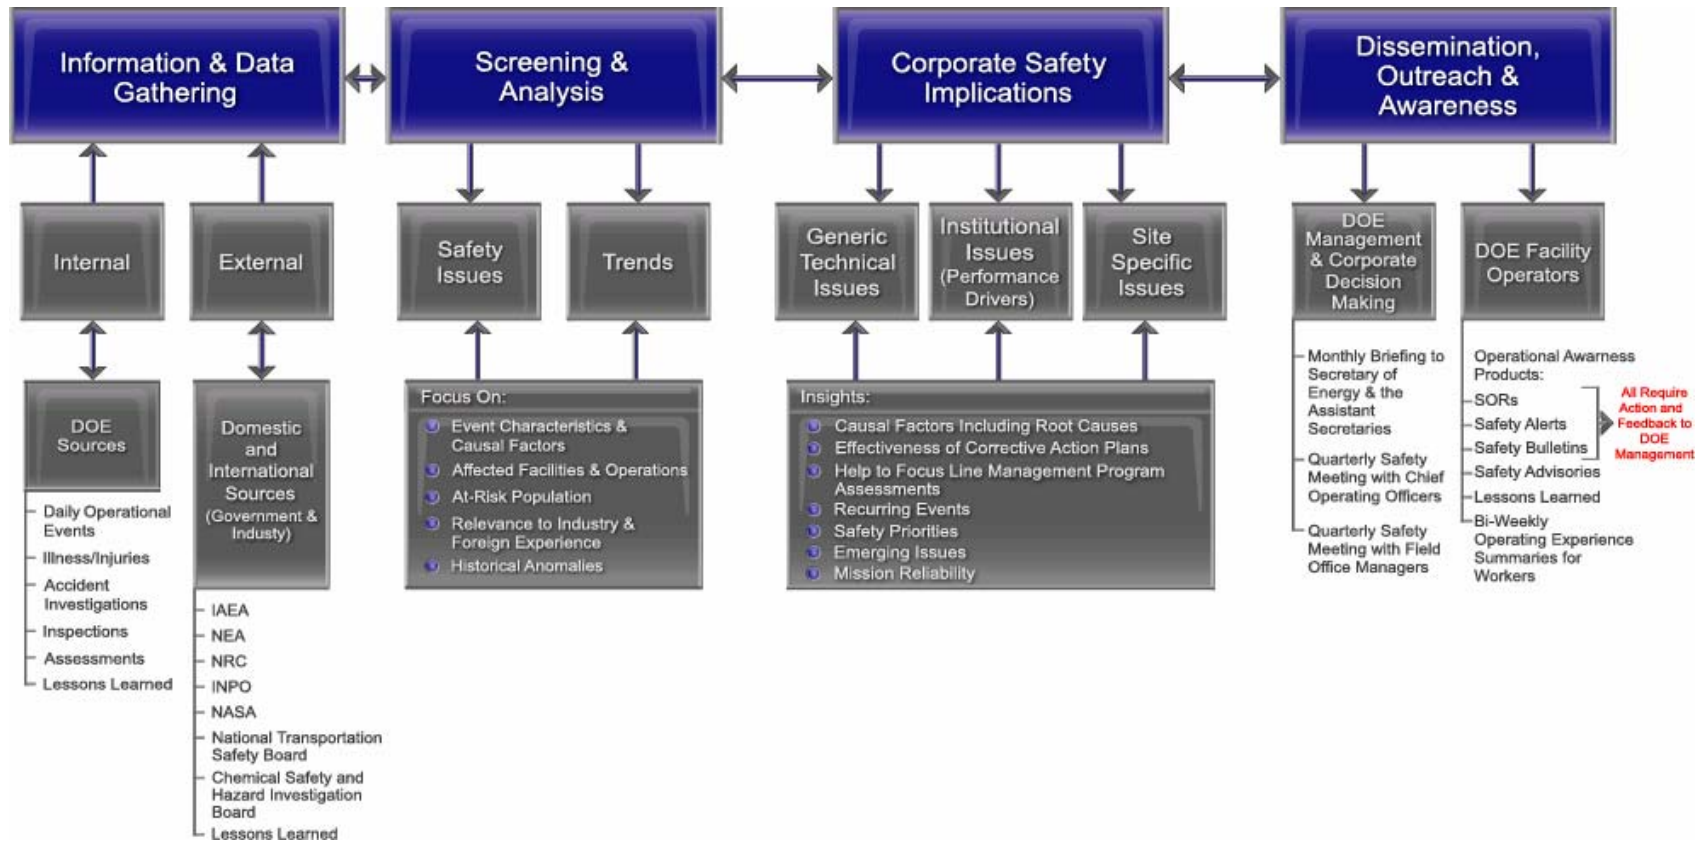 Information & Data
Gathering
Screening &
Analysis
Corporate Safety
Implications
Dissemination,
Outreach &
Awareness
Internal
External
Safety
Issues
Trends
Generic
Technical
Issues
Institutional
Issues
(Performance
Drivers)
Site
Specific
Issues
DOE
Management
& Corporate
Decision
Making
DOE Facility
Operators
DOE
Sources
Daily Operational
Events
Illness/Injuries
Accident
Investigations
Inspections
Assessments
Lessons Learned
Domestic
and
International
Sources
(Government &
Industy)
IAEA
NEA
NRC
INPO
NASA
National Transportation
Safety Board
Chemical Safety and
Hazard Investigation
Board
Lessons Learned
Focus On:
Event Characteristics &
Causal Factors
Affected Facilities & Operations
At-Risk Population
Relevance to Industry &
Foreign Experience
Historical Anomalies
Insights:
Causal Factors Including Root Causes
Effectiveness of Corrective Action Plans
Help to Focus Line Management Program
Assessments
Recurring Events
Safety Priorities
Emerging Issues
Mission Reliability
Monthly Briefing to
Secretary of
Energy & the
Assistant
Secretaries
Quarterly Safety
Meeting with Chief
Operating Officers
Quarterly Safety
Meeting with Field
Office Managers
Operational Awarness
Products:
SORs
Safety Alerts
Safety Bulletins
Safety Advisories
Lessons Learned
Bi-Weekly
Operating Experience
Summaries for
Workers
All Require
Action and
Feedback to
DOE
Management